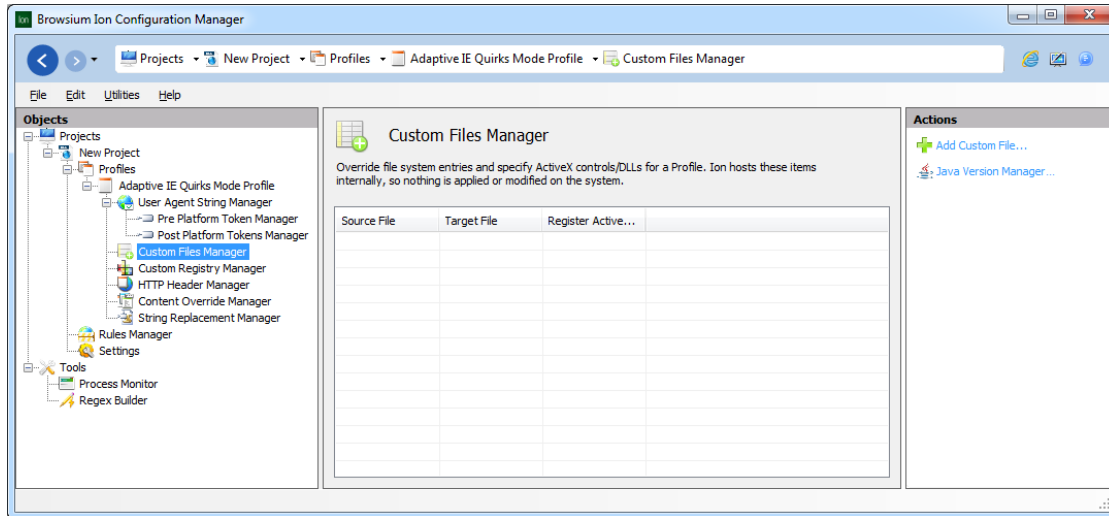 Ion Browsium Ion Configuration Manager
Projects New Project Profiles Adaptive IE Quirks Mode Profile Custom Files Manager
File Edit Utilities Help
Objects
Projects
New Project
Profiles
Adaptive IE Quirks Mode Profile
User Agent String Manager
Pre Platform Token Manager
Post Platform Tokens Manager
Custom Files Manager
Custom Registry Manager
HTTP Header Manager
Content Override Manager
String Replacement Manager
Rules Manager
Settings
Tools
Process Monitor
Regex Builder
Custom Files Manager
Override file system entries and specify ActiveX controls/DLLs for a Profile. Ion hosts these items
internally, so nothing is applied or modified on the system.
Source File Target File Register Active...
Actions
Add Custom File...
Java Version Manager...